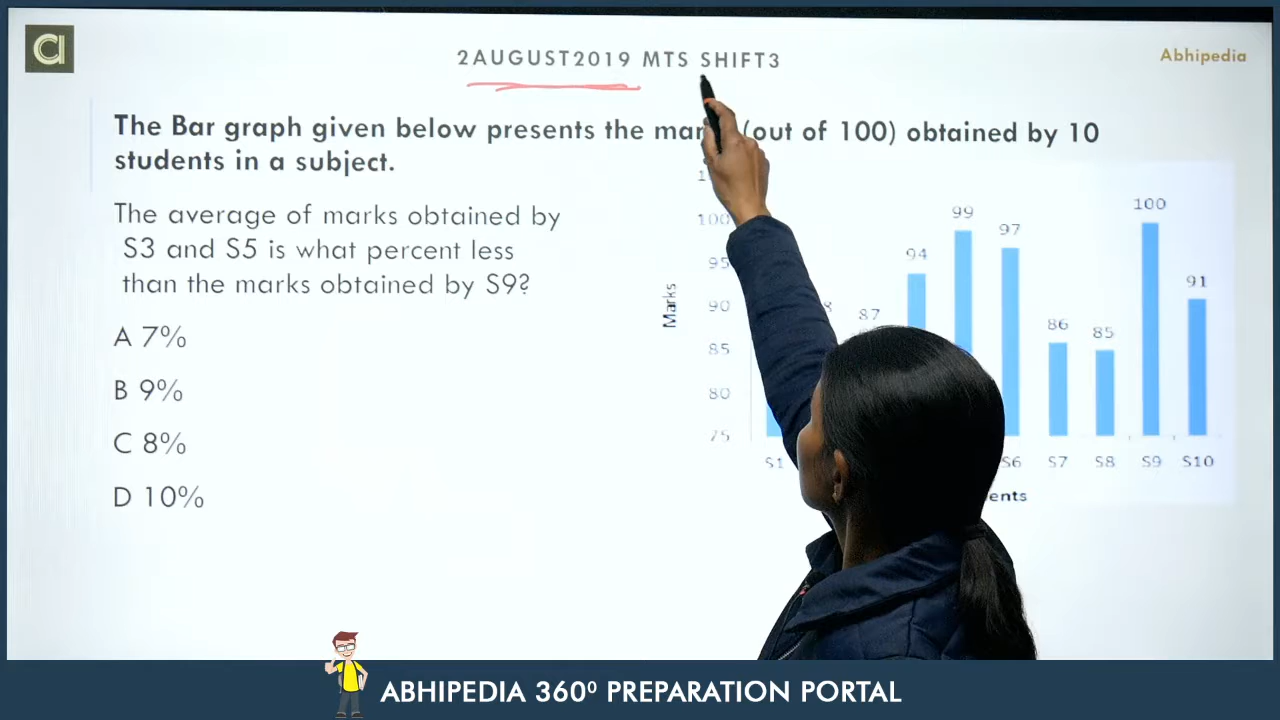 2AUGUST2019 MTS SHIFT3
Abhipedia
The Bar graph given below presents the (out of 100) obtained by 10
students in a subject.
The average of marks obtained by
S3 and S5 is what percent less
than the marks obtained by S9?
A 7%
B 9%
C 8%
D 10%
Marks
100
95
90
85
80
75
87
94
99
97
86
85
100
91
S1
S6 S7 S8 S9 S10
ABHIPEDIA 360⁰ PREPARATION PORTAL